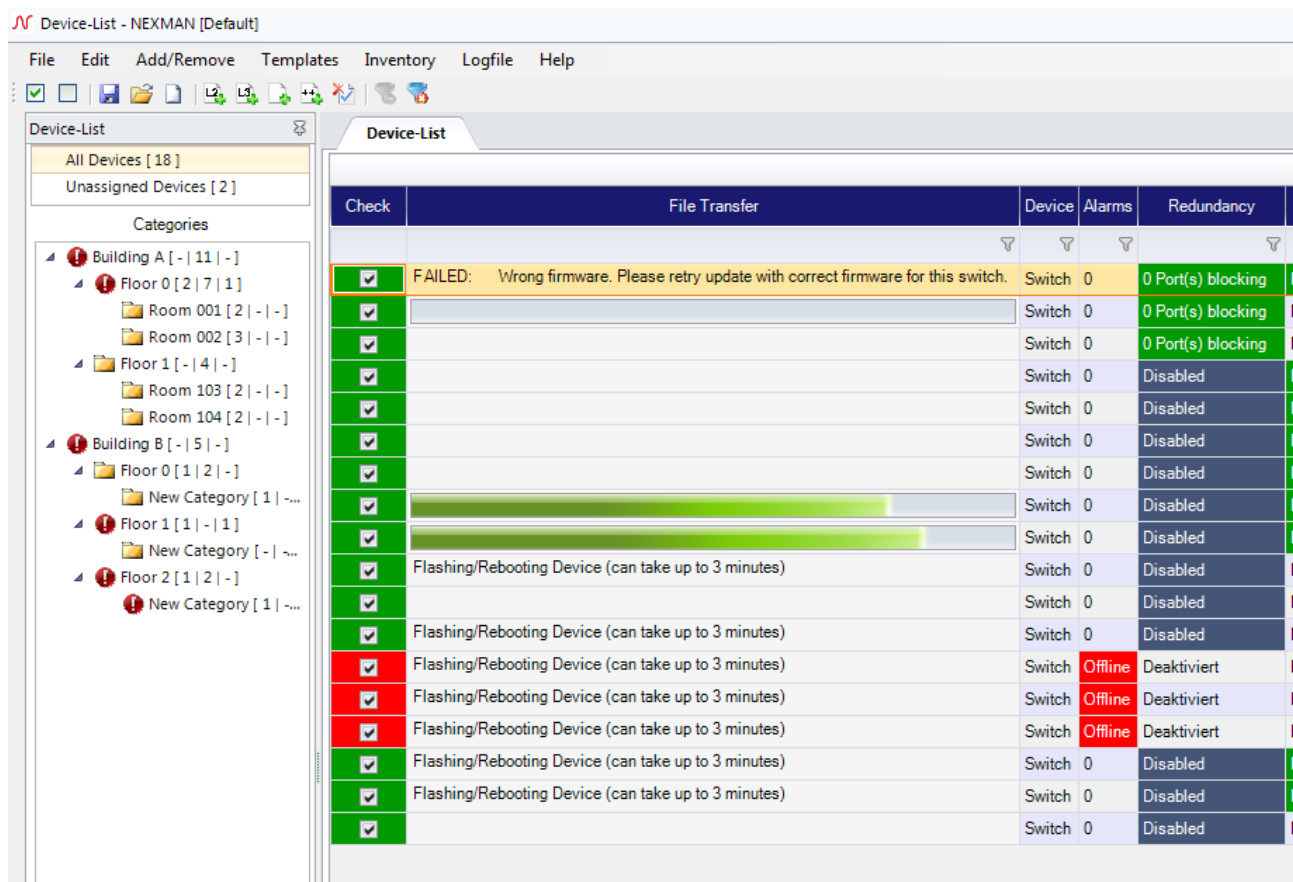 Device-List - NEXMAN [Default]
File Edit Add/Remove Templates Inventory Logfile Help
L2 L3
Device-List
All Devices [ 18 ]
Unassigned Devices [ 2 ]
Categories
Building A [ - | 11 | - ]
Floor 0 [ 2 | 7 | 1 ]
Room 001 [ 2 | - | - ]
Room 002 [ 3 | - | - ]
Floor 1 [ - | 4 | - ]
Room 103 [ 2 | - | - ]
Room 104 [ 2 | - | - ]
Building B [ - | 5 | - ]
Floor 0 [ 1 | 2 | - ]
New Category [ 1 | -...
Floor 1 [ 1 | - | 1 ]
New Category [ - | -...
Floor 2 [ 1 | 2 | - ]
New Category [ 1 | -...
Device-List
Check File Transfer Device Alarms Redundancy
FAILED: Wrong firmware. Please retry update with correct firmware for this switch. Switch 0 0 Port(s) blocking
Switch 0 0 Port(s) blocking
Switch 0 0 Port(s) blocking
Switch 0 Disabled
Switch 0 Disabled
Switch 0 Disabled
Switch 0 Disabled
Switch 0 Disabled
Switch 0 Disabled
Flashing/Rebooting Device (can take up to 3 minutes) Switch 0 Disabled
Switch 0 Disabled
Flashing/Rebooting Device (can take up to 3 minutes) Switch 0 Disabled
Flashing/Rebooting Device (can take up to 3 minutes) Switch Offline Deaktiviert
Flashing/Rebooting Device (can take up to 3 minutes) Switch Offline Deaktiviert
Flashing/Rebooting Device (can take up to 3 minutes) Switch Offline Deaktiviert
Flashing/Rebooting Device (can take up to 3 minutes) Switch 0 Disabled
Flashing/Rebooting Device (can take up to 3 minutes) Switch 0 Disabled
Switch 0 Disabled